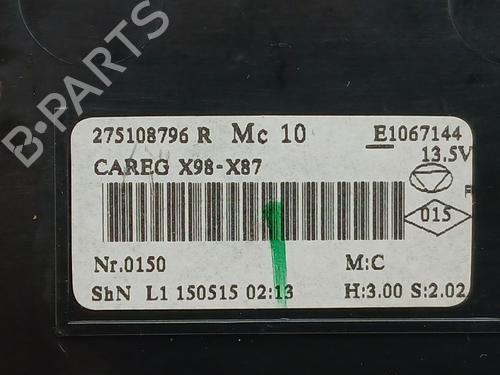 B-PARTS
275108796 R Mc 10 E1067144
13.5V
CAREG X98-X87
015
Nr.0150 M:C
ShN L1 150515 02:13 H:3.00 S:2.02